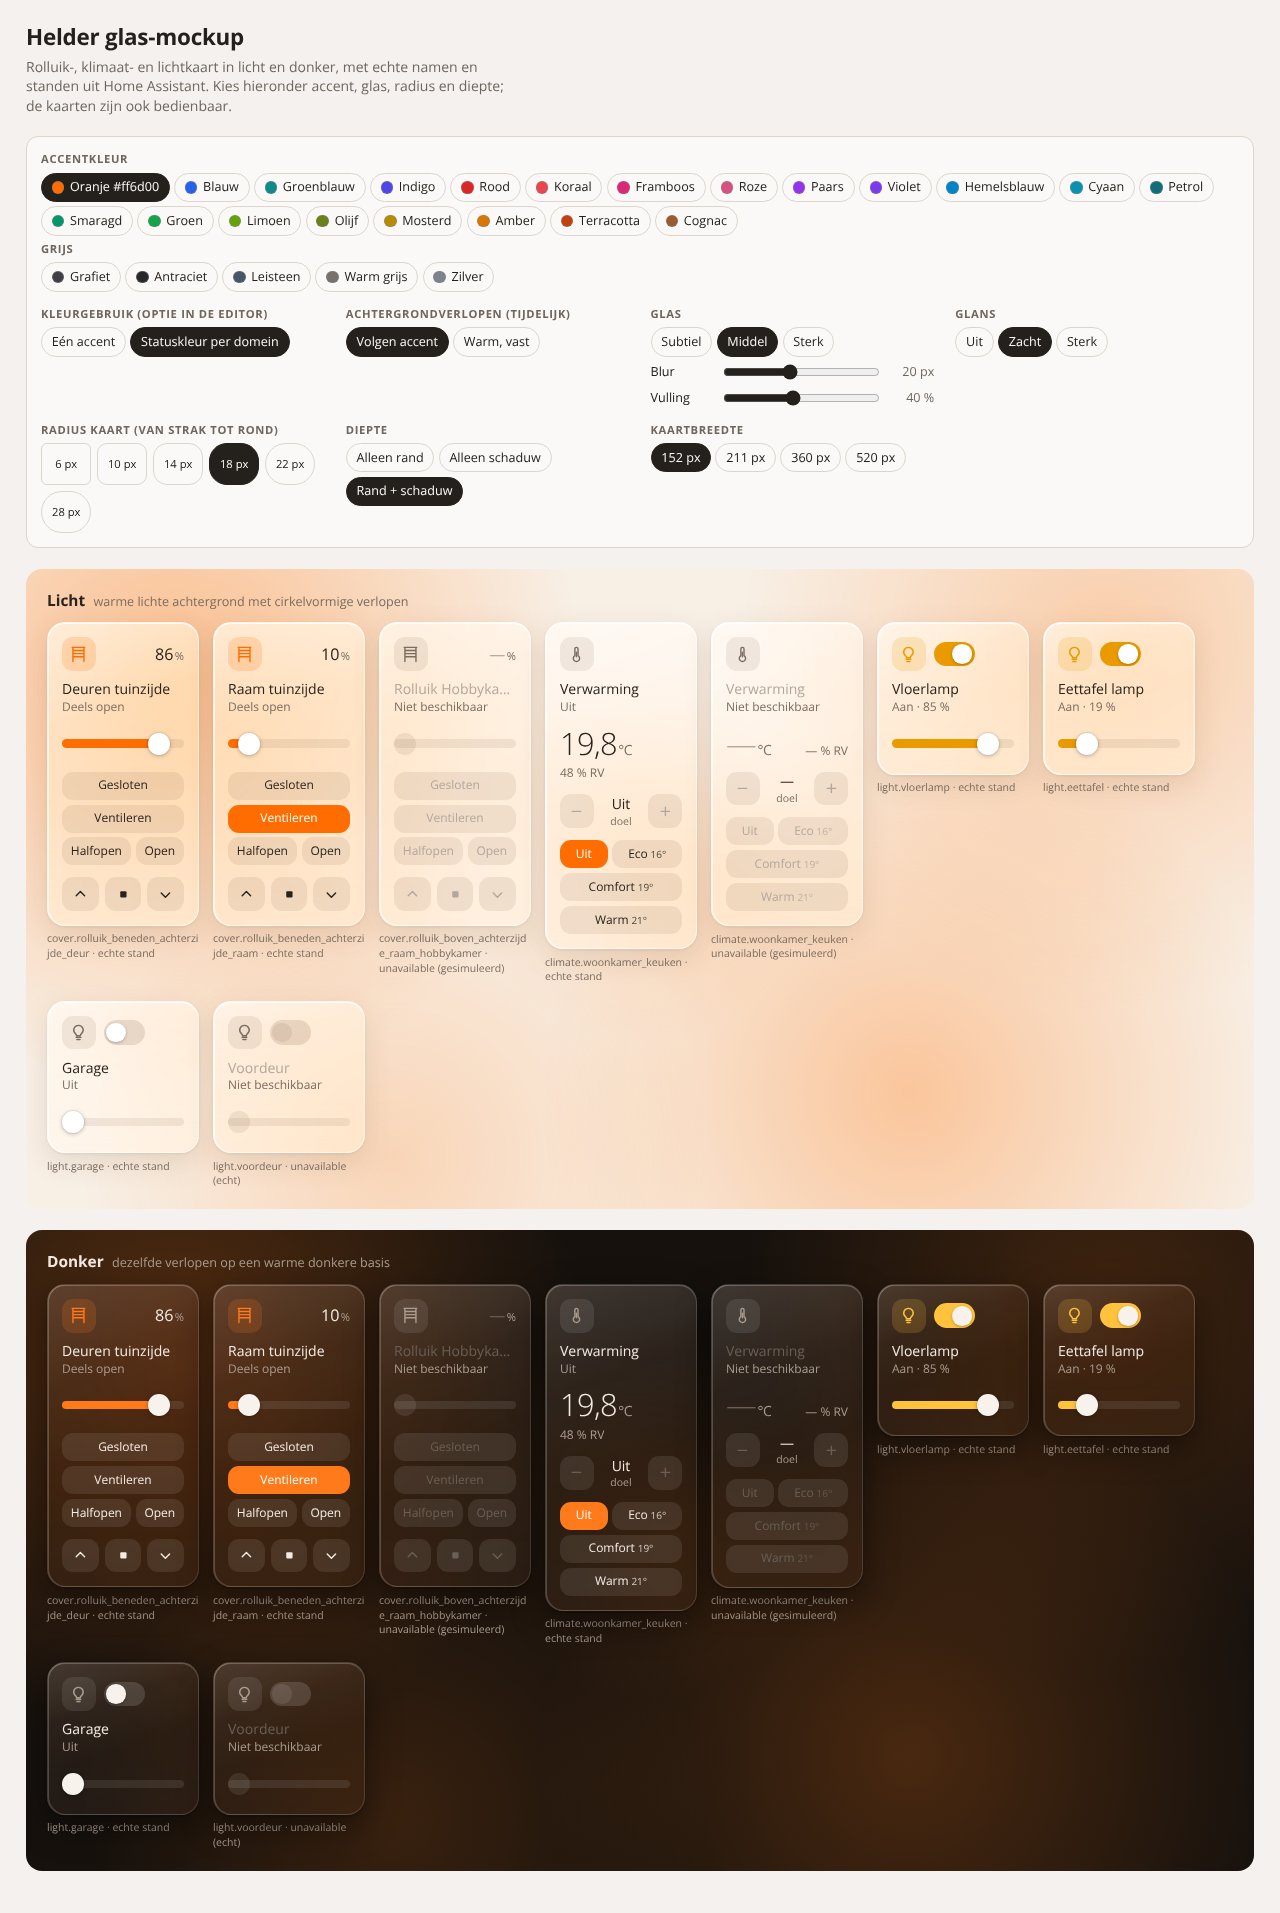 Helder glas-mockup
Rolluik-, klimaat- en lichtkaart in licht en donker, met echte namen en
standen uit Home Assistant. Kies hieronder accent, glas, radius en diepte;
de kaarten zijn ook bedienbaar.
ACCENTKLEUR
Oranje #ff6d00 Blauw Groenblauw Indigo Rood Koraal Framboos Roze Paars Violet Hemelsblauw Cyaan Petrol
Smaragd Groen Limoen Olijf Mosterd Amber Terracotta Cognac
GRIJS
Grafiet Antraciet Leisteen Warm grijs Zilver
KLEURGEBRUIK (OPTIE IN DE EDITOR)
Eén accent Statuskleur per domein
ACHTERGRONDVERLOPEN (TIJDELIJK)
Volgen accent Warm, vast
GLAS
Subtiel Middel Sterk
Blur 20 px
Vulling 40 %
GLANS
Uit Zacht Sterk
RADIUS KAART (VAN STRAK TOT ROND)
6 px 10 px 14 px 18 px 22 px
28 px
DIEPTE
Alleen rand Alleen schaduw
Rand + schaduw
KAARTBREEDTE
152 px 211 px 360 px 520 px
Licht warme lichte achtergrond met cirkelvormige verlopen
86 %
Deuren tuinzijde
Deels open
Gesloten
Ventileren
Halfopen Open
cover.rolluik_beneden_achterzi
jde_deur · echte stand
10 %
Raam tuinzijde
Deels open
Gesloten
Ventileren
Halfopen Open
cover.rolluik_beneden_achterzi
jde_raam · echte stand
— %
Rolluik Hobbyka...
Niet beschikbaar
Gesloten
Ventileren
Halfopen Open
cover.rolluik_boven_achterzijd
e_raam_hobbykamer ·
unavailable (gesimuleerd)
Verwarming
Uit
19,8 °C
48 % RV
− Uit +
doel
Uit Eco 16°
Comfort 19°
Warm 21°
climate.woonkamer_keuken ·
echte stand
Verwarming
Niet beschikbaar
— °C — % RV
− — +
doel
Uit Eco 16°
Comfort 19°
Warm 21°
climate.woonkamer_keuken ·
unavailable (gesimuleerd)
Vloerlamp
Aan · 85 %
light.vloerlamp · echte stand
Eettafel lamp
Aan · 19 %
light.eettafel · echte stand
Garage
Uit
light.garage · echte stand
Voordeur
Niet beschikbaar
light.voordeur · unavailable
(echt)
Donker dezelfde verlopen op een warme donkere basis
86 %
Deuren tuinzijde
Deels open
Gesloten
Ventileren
Halfopen Open
cover.rolluik_beneden_achterzi
jde_deur · echte stand
10 %
Raam tuinzijde
Deels open
Gesloten
Ventileren
Halfopen Open
cover.rolluik_beneden_achterzi
jde_raam · echte stand
— %
Rolluik Hobbyka...
Niet beschikbaar
Gesloten
Ventileren
Halfopen Open
cover.rolluik_boven_achterzijd
e_raam_hobbykamer ·
unavailable (gesimuleerd)
Verwarming
Uit
19,8 °C
48 % RV
− Uit +
doel
Uit Eco 16°
Comfort 19°
Warm 21°
climate.woonkamer_keuken ·
echte stand
Verwarming
Niet beschikbaar
— °C — % RV
− — +
doel
Uit Eco 16°
Comfort 19°
Warm 21°
climate.woonkamer_keuken ·
unavailable (gesimuleerd)
Vloerlamp
Aan · 85 %
light.vloerlamp · echte stand
Eettafel lamp
Aan · 19 %
light.eettafel · echte stand
Garage
Uit
light.garage · echte stand
Voordeur
Niet beschikbaar
light.voordeur · unavailable
(echt)